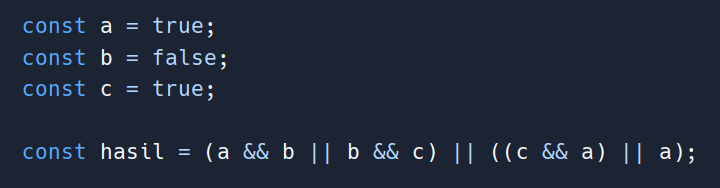 const a = true;
const b = false;
const c = true;
const hasil = (a && b || b && c) || ((c && a) || a);